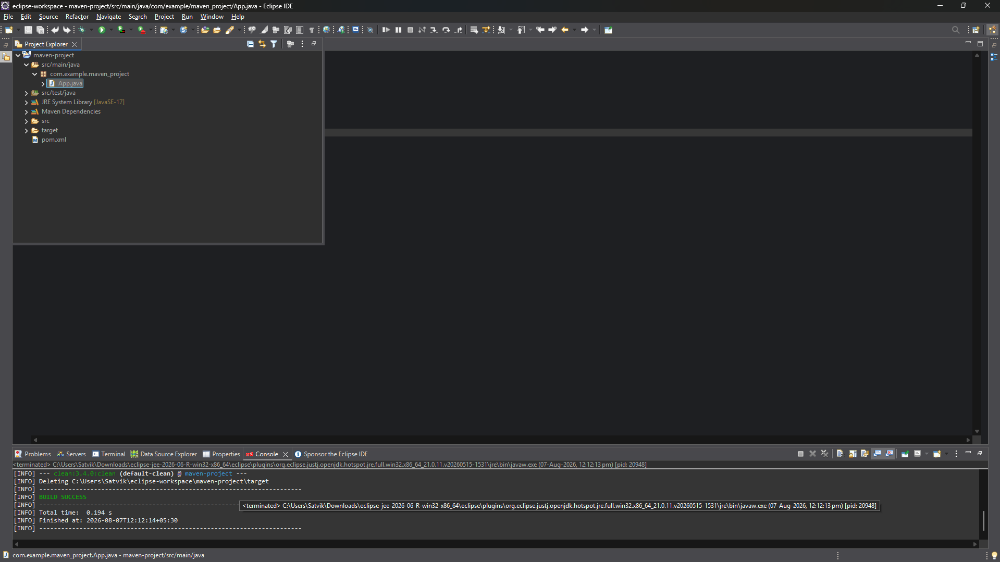 eclipse-workspace - maven-project/src/main/java/com/example/maven_project/App.java - Eclipse IDE
File Edit Source Refactor Navigate Search Project Run Window Help
Project Explorer
maven-project
src/main/java
com.example.maven_project
App.java
src/test/java
JRE System Library [JavaSE-17]
Maven Dependencies
src
target
pom.xml
Problems Servers Terminal Data Source Explorer Properties Console Sponsor the Eclipse IDE
<terminated> C:\Users\Satvik\Downloads\eclipse-jee-2026-06-R-win32-x86_64\eclipse\plugins\org.eclipse.justj.openjdk.hotspot.jre.full.win32.x86_64_21.0.11.v20260515-1531\jre\bin\javaw.exe (07-Aug-2026, 12:12:13 pm) [pid: 20948]
[INFO] --- clean:3.4.0:clean (default-clean) @ maven-project ---
[INFO] Deleting C:\Users\Satvik\eclipse-workspace\maven-project\target
[INFO] ------------------------------------------------------------------------
[INFO] BUILD SUCCESS
[INFO] ------------------------------------------------------------------------
<terminated> C:\Users\Satvik\Downloads\eclipse-jee-2026-06-R-win32-x86_64\eclipse\plugins\org.eclipse.justj.openjdk.hotspot.jre.full.win32.x86_64_21.0.11.v20260515-1531\jre\bin\javaw.exe (07-Aug-2026, 12:12:13 pm) [pid: 20948]
[INFO] Total time:  0.194 s
[INFO] Finished at: 2026-08-07T12:12:14+05:30
[INFO] ------------------------------------------------------------------------
com.example.maven_project.App.java - maven-project/src/main/java